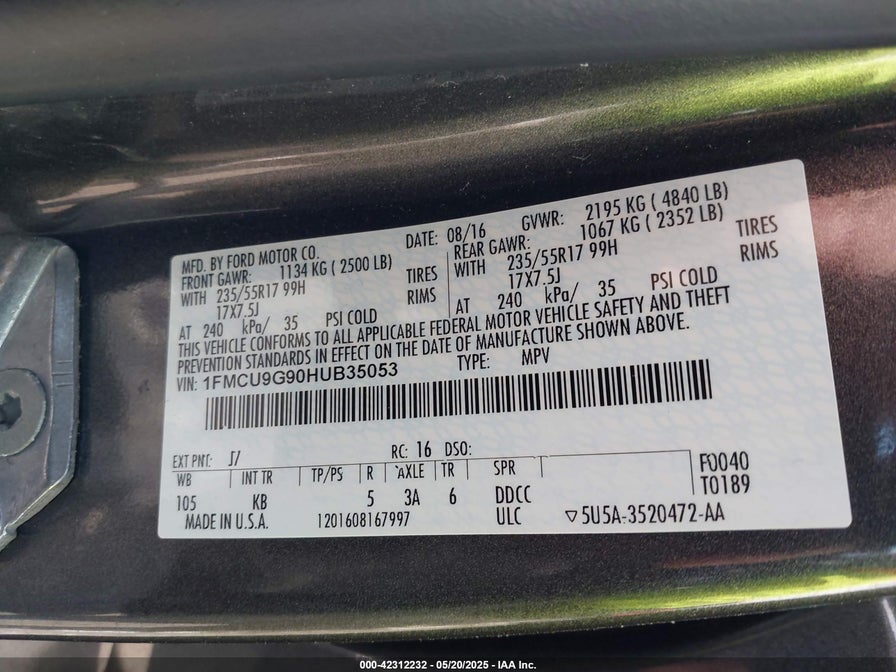 MFD. BY FORD MOTOR CO.
DATE: 08/16 GVWR: 2195 KG ( 4840 LB)
FRONT GAWR: 1134 KG ( 2500 LB)
WITH 235/55R17 99H TIRES
17X7.5J RIMS
AT 240 kPa/ 35 PSI COLD
REAR GAWR: 1067 KG ( 2352 LB)
WITH 235/55R17 99H TIRES
17X7.5J RIMS
AT 240 kPa/ 35 PSI COLD
THIS VEHICLE CONFORMS TO ALL APPLICABLE FEDERAL MOTOR VEHICLE SAFETY AND THEFT
PREVENTION STANDARDS IN EFFECT ON THE DATE OF MANUFACTURE SHOWN ABOVE.
VIN: 1FMCU9G90HUB35053 TYPE: MPV
EXT PNT: RC: 16 DSO:
WB INT TR TP/PS R AXLE TR SPR F0040
105 KB 5 3A 6 DDCC T0189
MADE IN U.S.A. 1201608167997 ULC ▽5U5A-3520472-AA
000-42312232 - 05/20/2025 - IAA Inc.